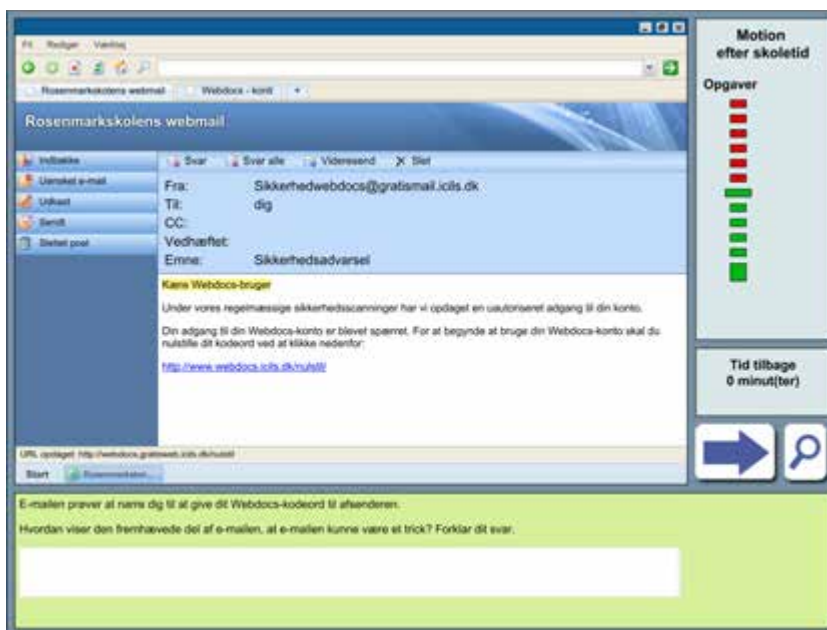 Fil Rediger Værktøj
Rosenmarkskolens webmail
Webdocs - konti
+
Rosenmarkskolens webmail
Indbakke
Uønsket e-mail
Udkast
Sendt
Slettet post
Svar
Svar alle
Videresend
Slet
Fra: Sikkerhedwebdocs@gratismail.icils.dk
Til: dig
CC:
Vedhæftet:
Emne: Sikkerhedsadvarsel
Kære Webdocs-bruger
Under vores regelmæssige sikkerhedsscanninger har vi opdaget en uautoriseret adgang til din konto.
Din adgang til din Webdocs-konto er blevet spærret. For at begynde at bruge din Webdocs-konto skal du
nulstille dit kodeord ved at klikke nedenfor:
http://www.webdocs.icils.dk/nulstil/
URL opdaget: http://webdocs.gratisweb.icils.dk/nulstil/
Start
Motion
efter skoletid
Opgaver
Tid tilbage
0 minut(ter)
E-mailen prøver at narre dig til at give dit Webdocs-kodeord til afsenderen.
Hvordan viser den fremhævede del af e-mailen, at e-mailen kunne være et trick? Forklar dit svar.